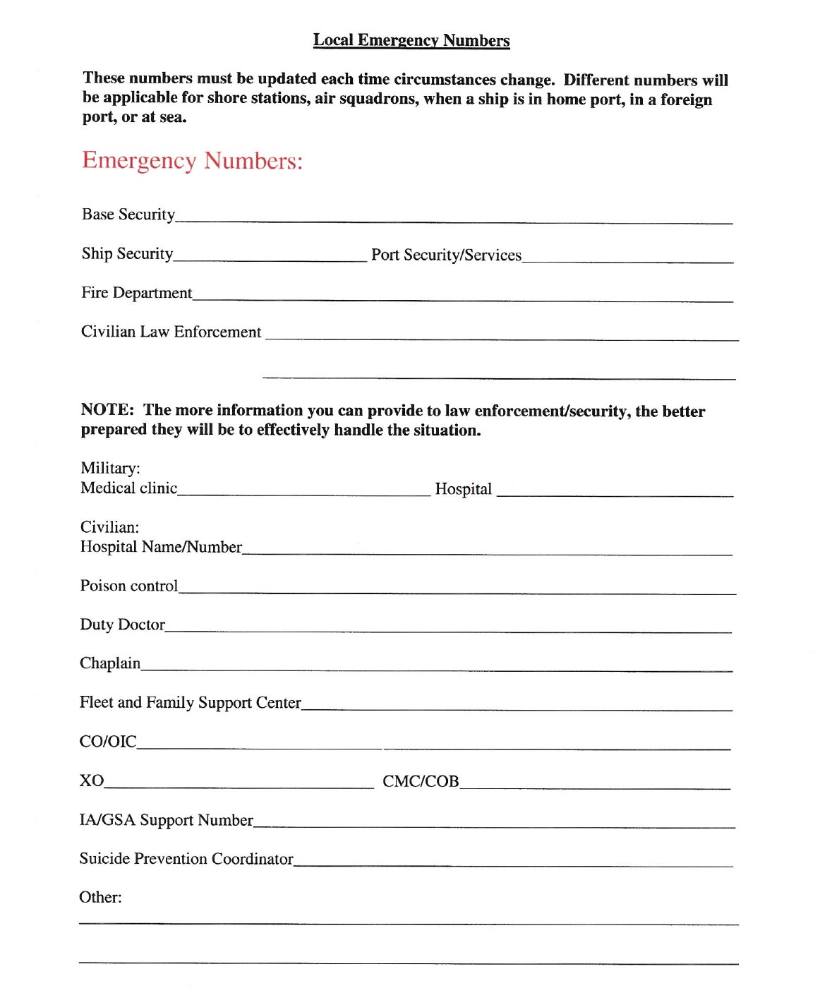 Local Emergency Numbers
These numbers must be updated each time circumstances change. Different numbers will
be applicable for shore stations, air squadrons, when a ship is in home port, in a foreign
port, or at sea.
Emergency Numbers:
Base Security
Ship Security Port Security/Services
Fire Department
Civilian Law Enforcement
NOTE: The more information you can provide to law enforcement/security, the better
prepared they will be to effectively handle the situation.
Military:
Medical clinic Hospital
Civilian:
Hospital Name/Number
Poison control
Duty Doctor
Chaplain
Fleet and Family Support Center
CO/OIC
XO CMC/COB
IA/GSA Support Number
Suicide Prevention Coordinator
Other: